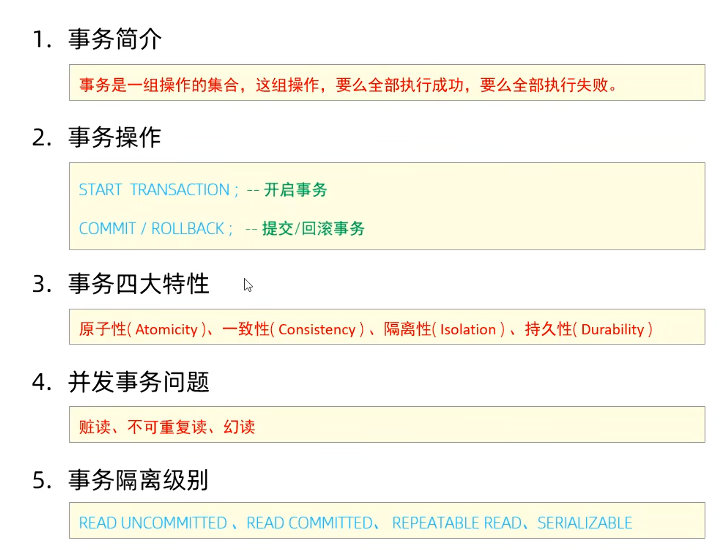 1. 事务简介
事务是一组操作的集合，这组操作，要么全部执行成功，要么全部执行失败。
2. 事务操作
START TRANSACTION ; -- 开启事务
COMMIT / ROLLBACK ; -- 提交/回滚事务
3. 事务四大特性
原子性( Atomicity )、一致性( Consistency ) 、隔离性( Isolation ) 、持久性( Durability )
4. 并发事务问题
赃读、不可重复读、幻读
5. 事务隔离级别
READ UNCOMMITTED 、READ COMMITTED、 REPEATABLE READ、SERIALIZABLE